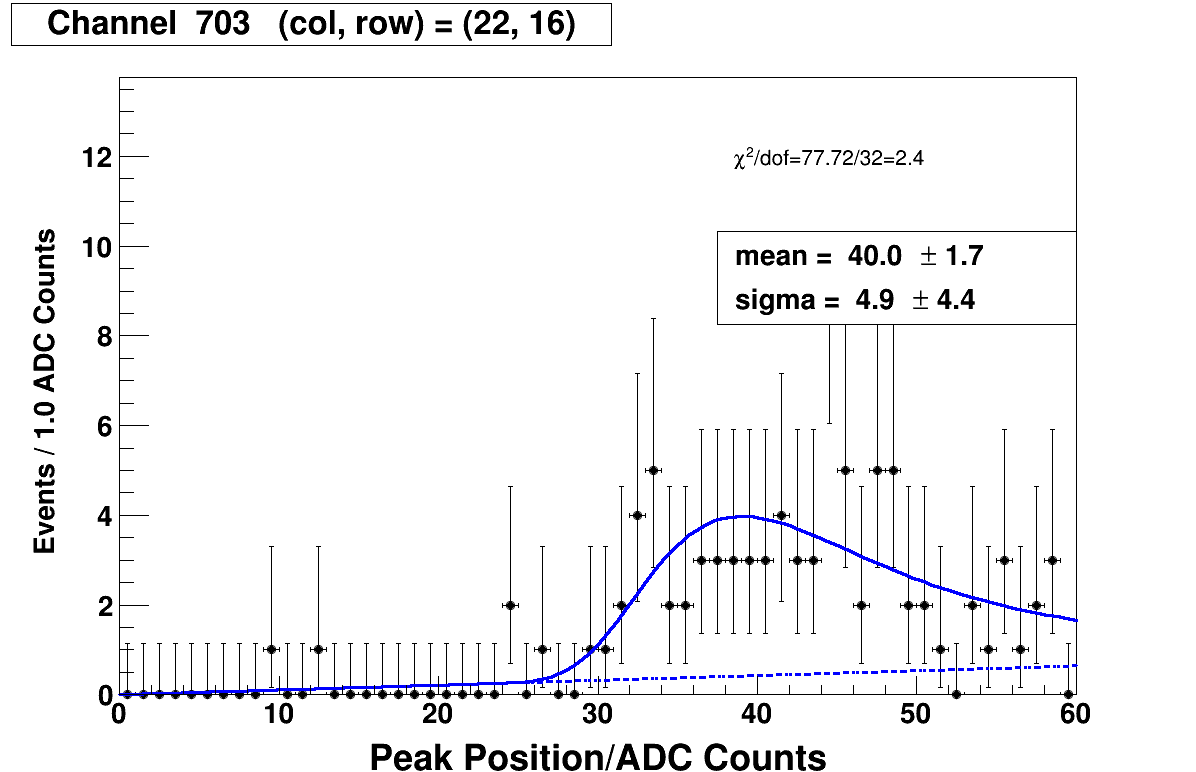 Channel 703 (col, row) = (22, 16)
χ²/dof=77.72/32=2.4
mean = 40.0 ± 1.7
sigma = 4.9 ± 4.4
Events / 1.0 ADC Counts
12
10
8
6
4
2
0
0 10 20 30 40 50 60
Peak Position/ADC Counts